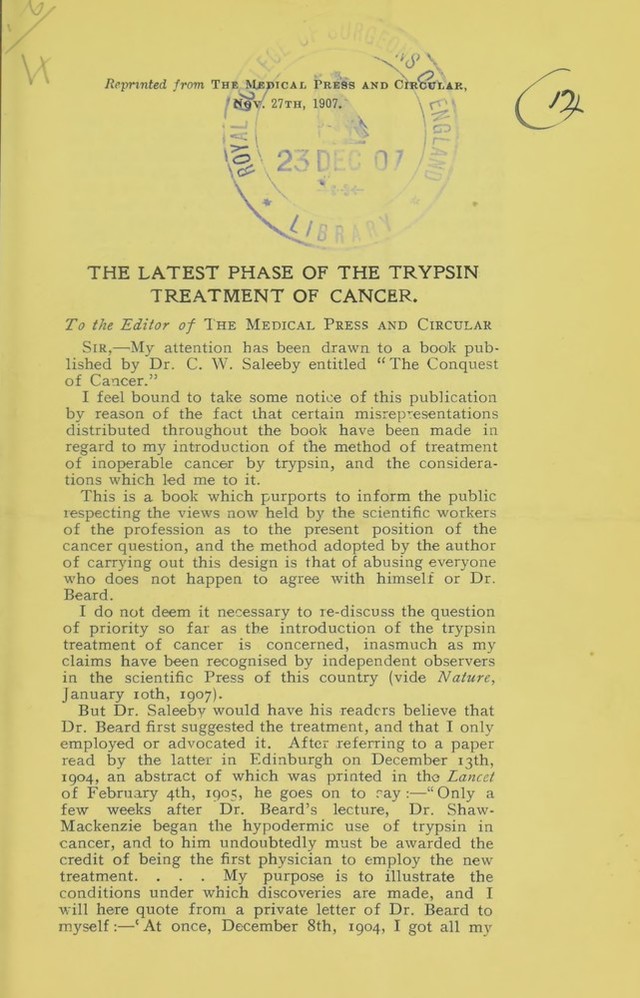 Reprinted from THE MEDICAL PRESS AND CIRCULAR,
Nov. 27TH, 1907.
ROYAL COLLEGE OF SURGEONS OF ENGLAND
23 DEC 07
LIBRARY
12
THE LATEST PHASE OF THE TRYPSIN
TREATMENT OF CANCER.
To the Editor of THE MEDICAL PRESS AND CIRCULAR
SIR,—My attention has been drawn to a book pub-
lished by Dr. C. W. Saleeby entitled “The Conquest
of Cancer.”
I feel bound to take some notice of this publication
by reason of the fact that certain misrepresentations
distributed throughout the book have been made in
regard to my introduction of the method of treatment
of inoperable cancer by trypsin, and the considera-
tions which led me to it.
This is a book which purports to inform the public
respecting the views now held by the scientific workers
of the profession as to the present position of the
cancer question, and the method adopted by the author
of carrying out this design is that of abusing everyone
who does not happen to agree with himself or Dr.
Beard.
I do not deem it necessary to re-discuss the question
of priority so far as the introduction of the trypsin
treatment of cancer is concerned, inasmuch as my
claims have been recognised by independent observers
in the scientific Press of this country (vide Nature,
January 10th, 1907).
But Dr. Saleeby would have his readers believe that
Dr. Beard first suggested the treatment, and that I only
employed or advocated it. After referring to a paper
read by the latter in Edinburgh on December 13th,
1904, an abstract of which was printed in the Lancet
of February 4th, 1905, he goes on to say:—“Only a
few weeks after Dr. Beard’s lecture, Dr. Shaw-
Mackenzie began the hypodermic use of trypsin in
cancer, and to him undoubtedly must be awarded the
credit of being the first physician to employ the new
treatment. . . . My purpose is to illustrate the
conditions under which discoveries are made, and I
will here quote from a private letter of Dr. Beard to
myself:—‘At once, December 8th, 1904, I got all my